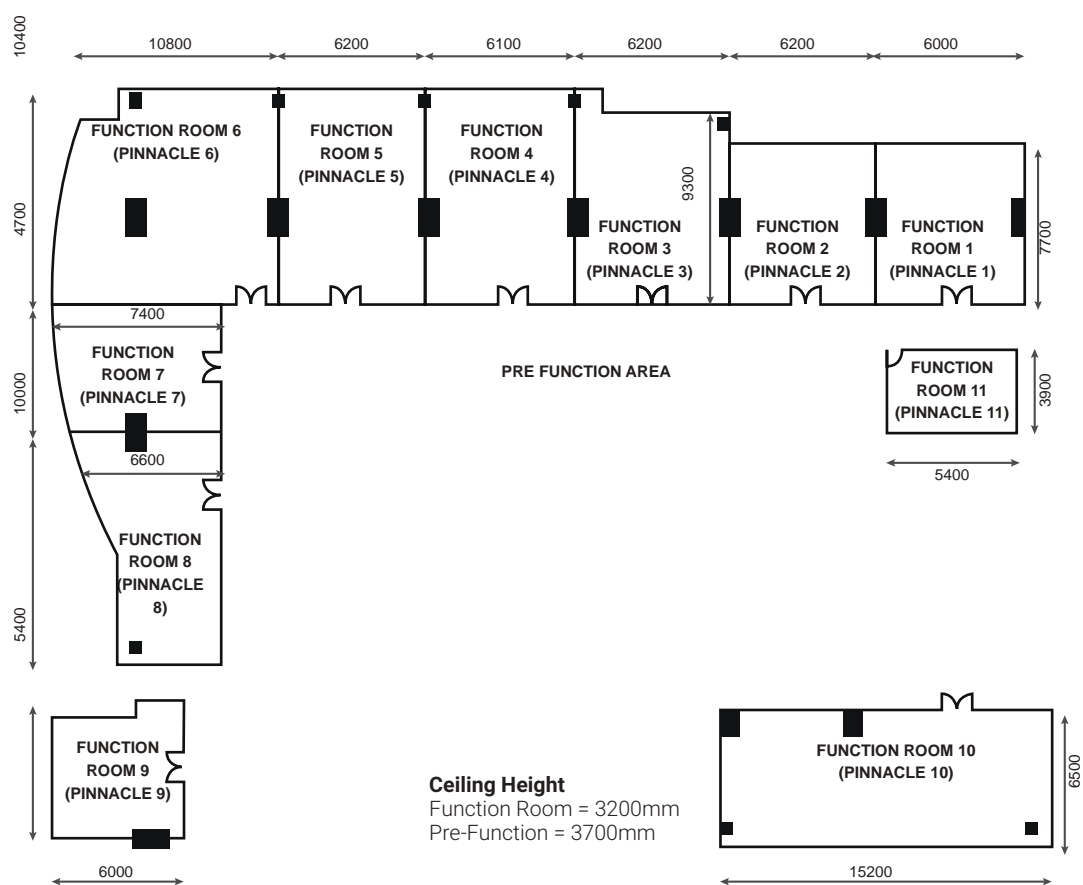 10400
10800
6200
6100
6200
6200
6000
FUNCTION ROOM 6
(PINNACLE 6)
FUNCTION
ROOM 5
(PINNACLE 5)
FUNCTION
ROOM 4
(PINNACLE 4)
4700
9300
FUNCTION
ROOM 3
(PINNACLE 3)
FUNCTION
ROOM 2
(PINNACLE 2)
FUNCTION
ROOM 1
(PINNACLE 1)
7700
7400
FUNCTION
ROOM 7
(PINNACLE 7)
10000
PRE FUNCTION AREA
FUNCTION
ROOM 11
(PINNACLE 11)
3900
5400
6600
FUNCTION
ROOM 8
(PINNACLE
8)
5400
FUNCTION
ROOM 9
(PINNACLE 9)
6000
Ceiling Height
Function Room = 3200mm
Pre-Function = 3700mm
FUNCTION ROOM 10
(PINNACLE 10)
6500
15200